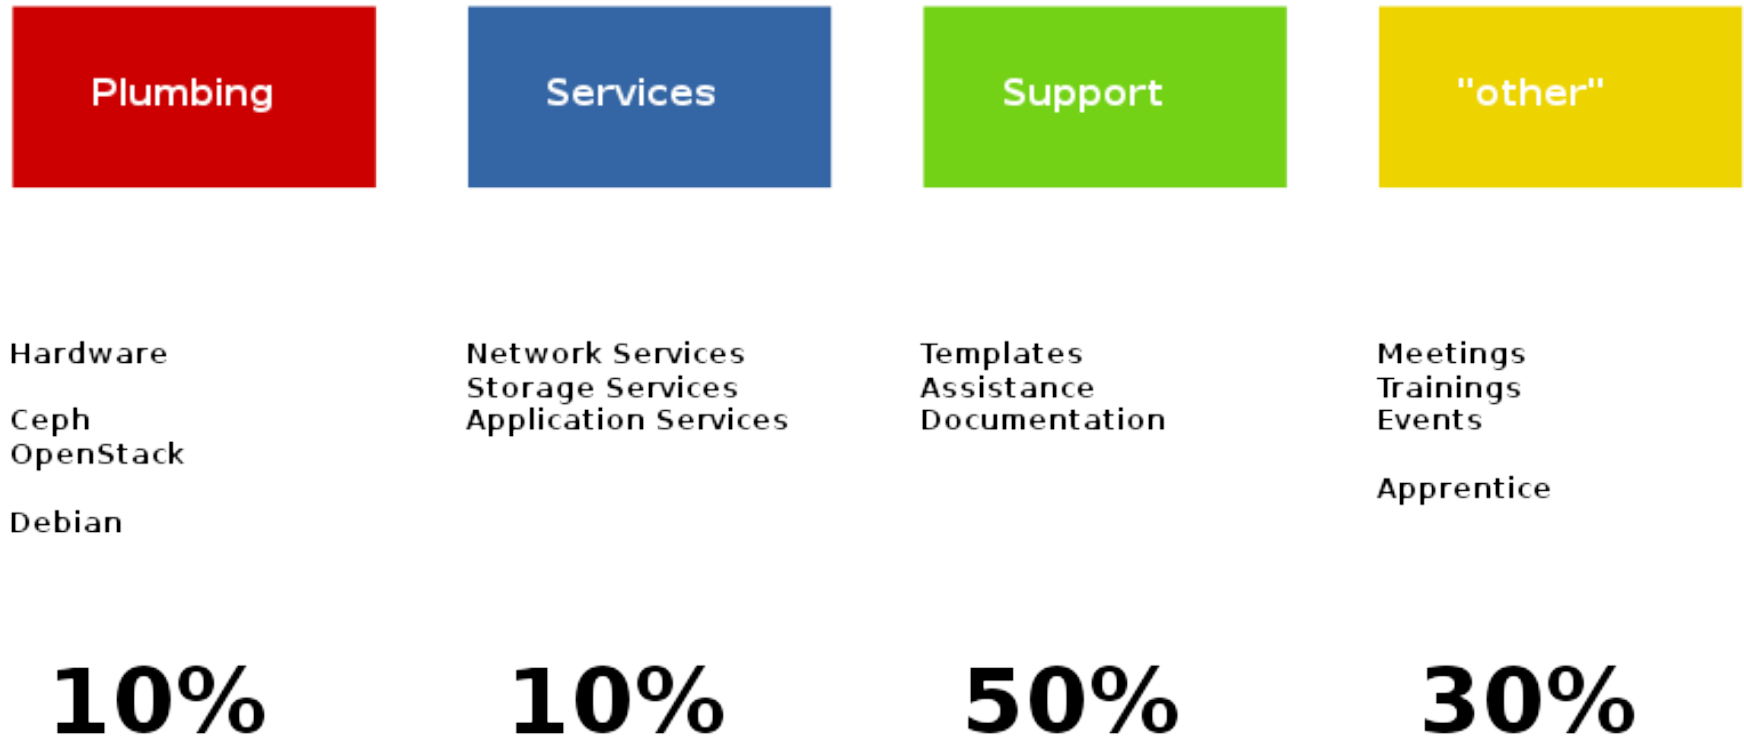 Plumbing
Services
Support
"other"
Hardware
Ceph
OpenStack
Debian
Network Services
Storage Services
Application Services
Templates
Assistance
Documentation
Meetings
Trainings
Events
Apprentice
10%
10%
50%
30%